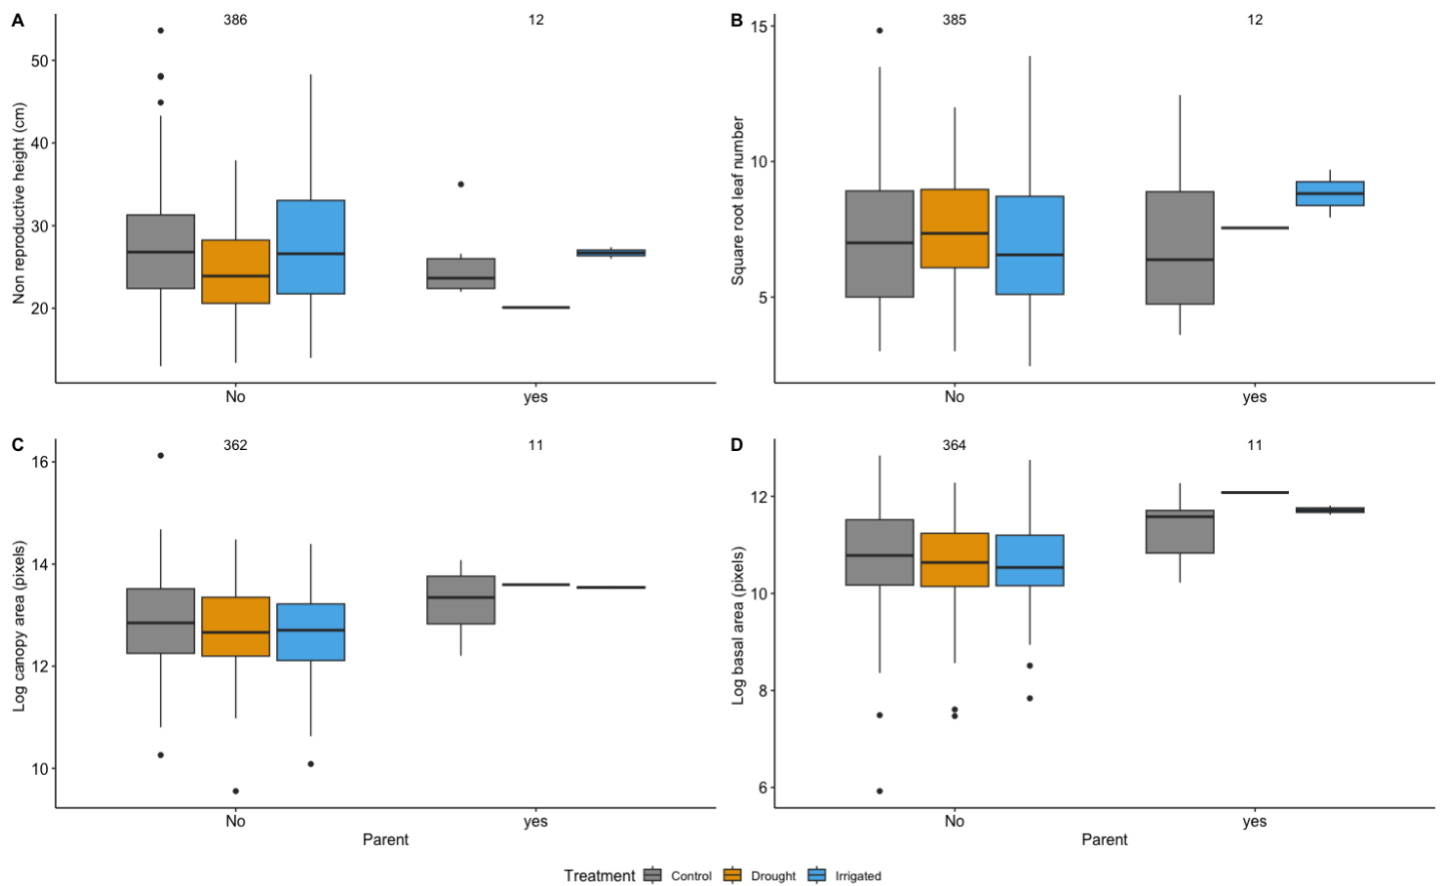 A
386
12
50
40
30
20
Non reproductive height (cm)
No
yes
B
385
12
15
10
5
Square root leaf number
No
yes
C
362
11
16
14
12
10
Log canopy area (pixels)
No
yes
Parent
D
364
11
12
10
8
6
Log basal area (pixels)
No
yes
Parent
Treatment Control Drought Irrigated